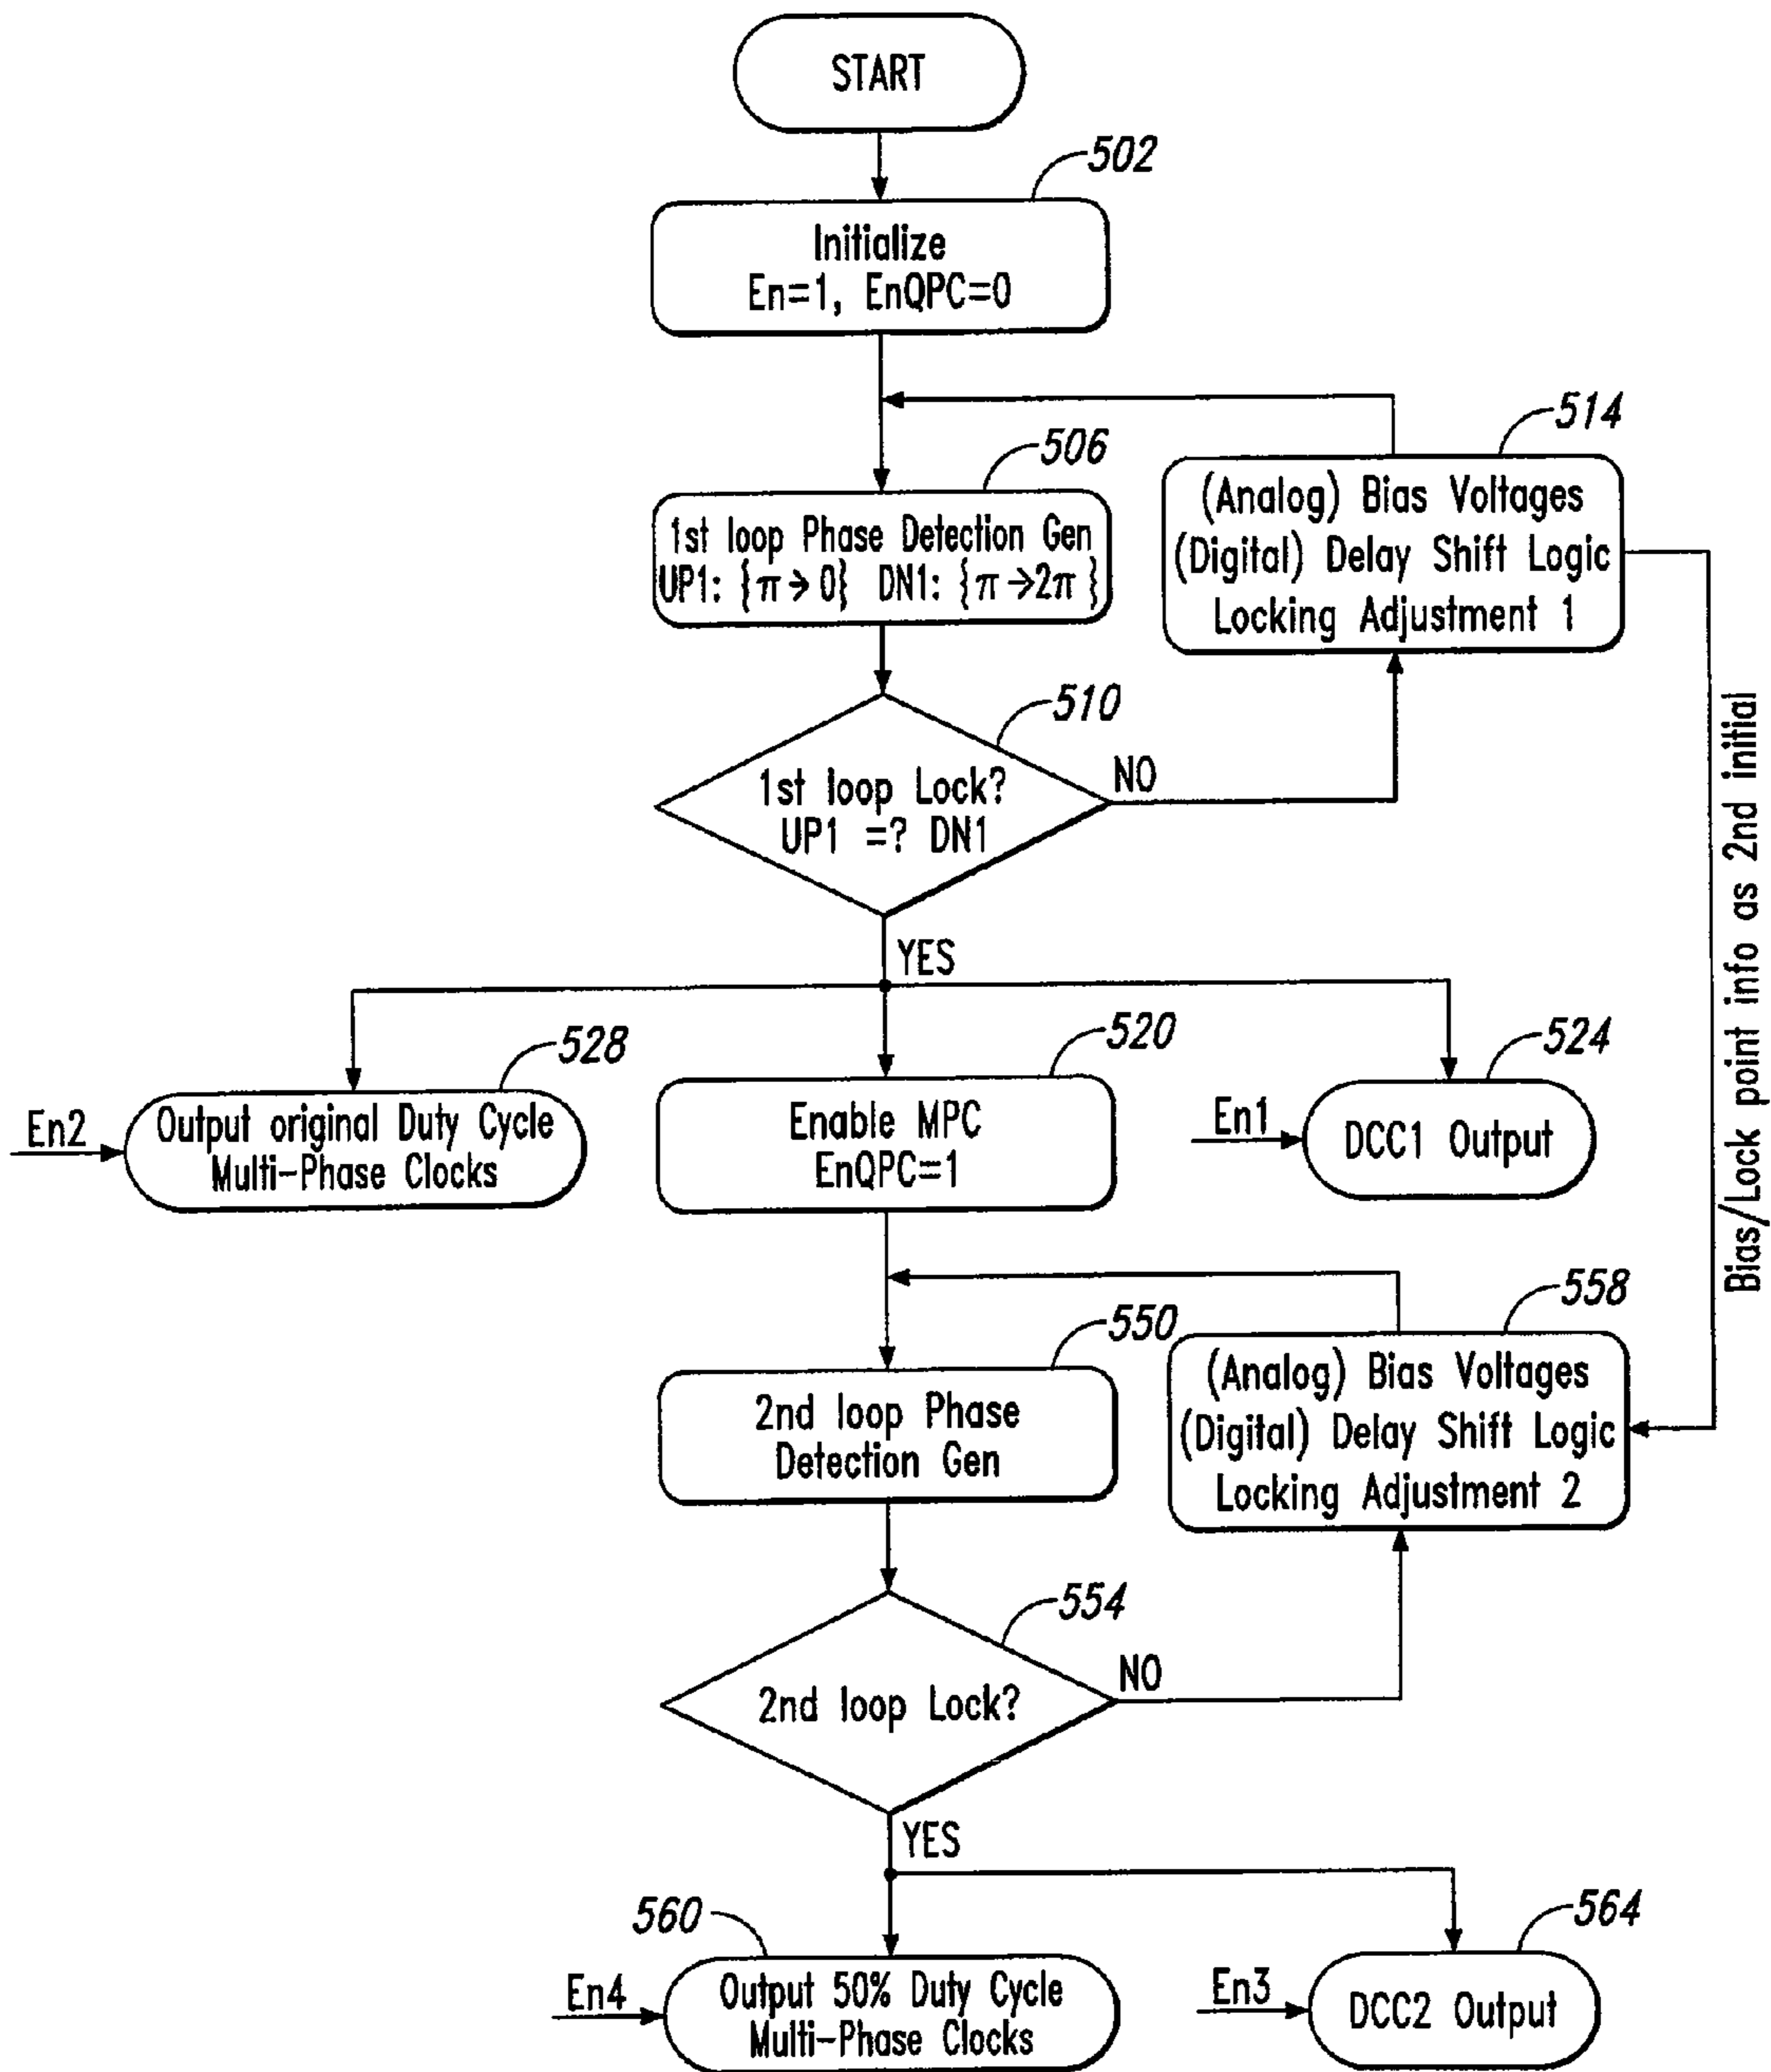 START
502
Initialize
En=1, EnQPC=0
514
(Analog) Bias Voltages
(Digital) Delay Shift Logic
Locking Adjustment 1
506
1st loop Phase Detection Gen
UP1: {π→0} DN1: {π→2π}
510
1st loop Lock?
UP1 =? DN1
NO
YES
Bias/Lock point info as 2nd initial
528
En2
Output original Duty Cycle
Multi-Phase Clocks
520
Enable MPC
EnQPC=1
524
En1
DCC1 Output
558
(Analog) Bias Voltages
(Digital) Delay Shift Logic
Locking Adjustment 2
550
2nd loop Phase
Detection Gen
554
2nd loop Lock?
NO
YES
560
En4
Output 50% Duty Cycle
Multi-Phase Clocks
564
En3
DCC2 Output